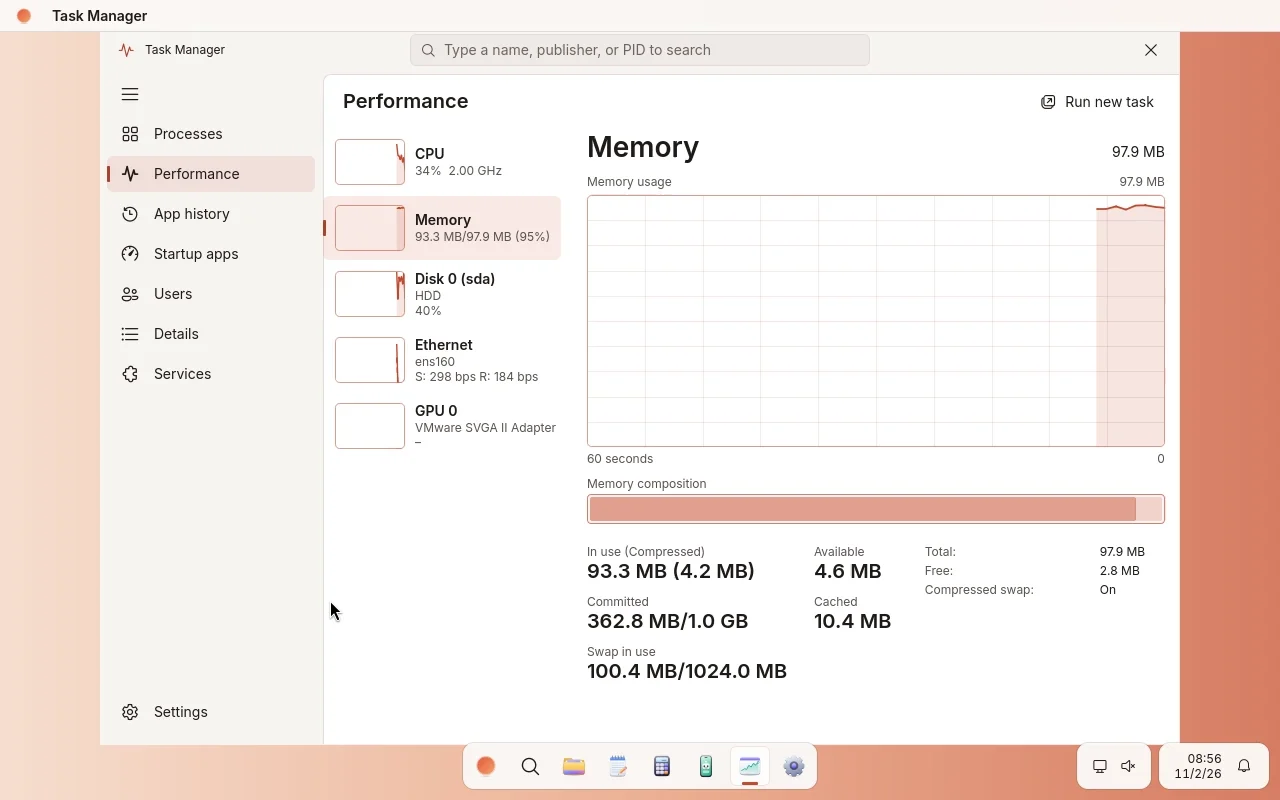 Task Manager
Task Manager
Type a name, publisher, or PID to search
Processes
Performance
App history
Startup apps
Users
Details
Services
Settings
Performance
Run new task
CPU
34% 2.00 GHz
Memory
93.3 MB/97.9 MB (95%)
Disk 0 (sda)
HDD
40%
Ethernet
ens160
S: 298 bps R: 184 bps
GPU 0
VMware SVGA II Adapter
–
Memory
97.9 MB
Memory usage
97.9 MB
60 seconds
0
Memory composition
In use (Compressed)
93.3 MB (4.2 MB)
Available
4.6 MB
Committed
362.8 MB/1.0 GB
Cached
10.4 MB
Swap in use
100.4 MB/1024.0 MB
Total: 97.9 MB
Free: 2.8 MB
Compressed swap: On
08:56
11/2/26